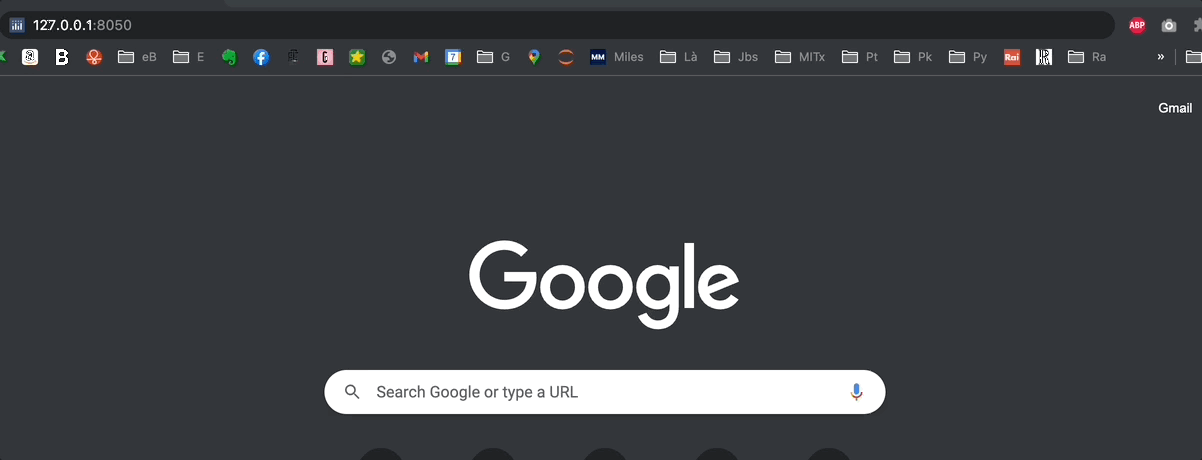 127.0.0.1:8050
eB E G MM Miles Là Jbs MITx Pt Pk Py Rai Ra »
Gmail
Google
Search Google or type a URL